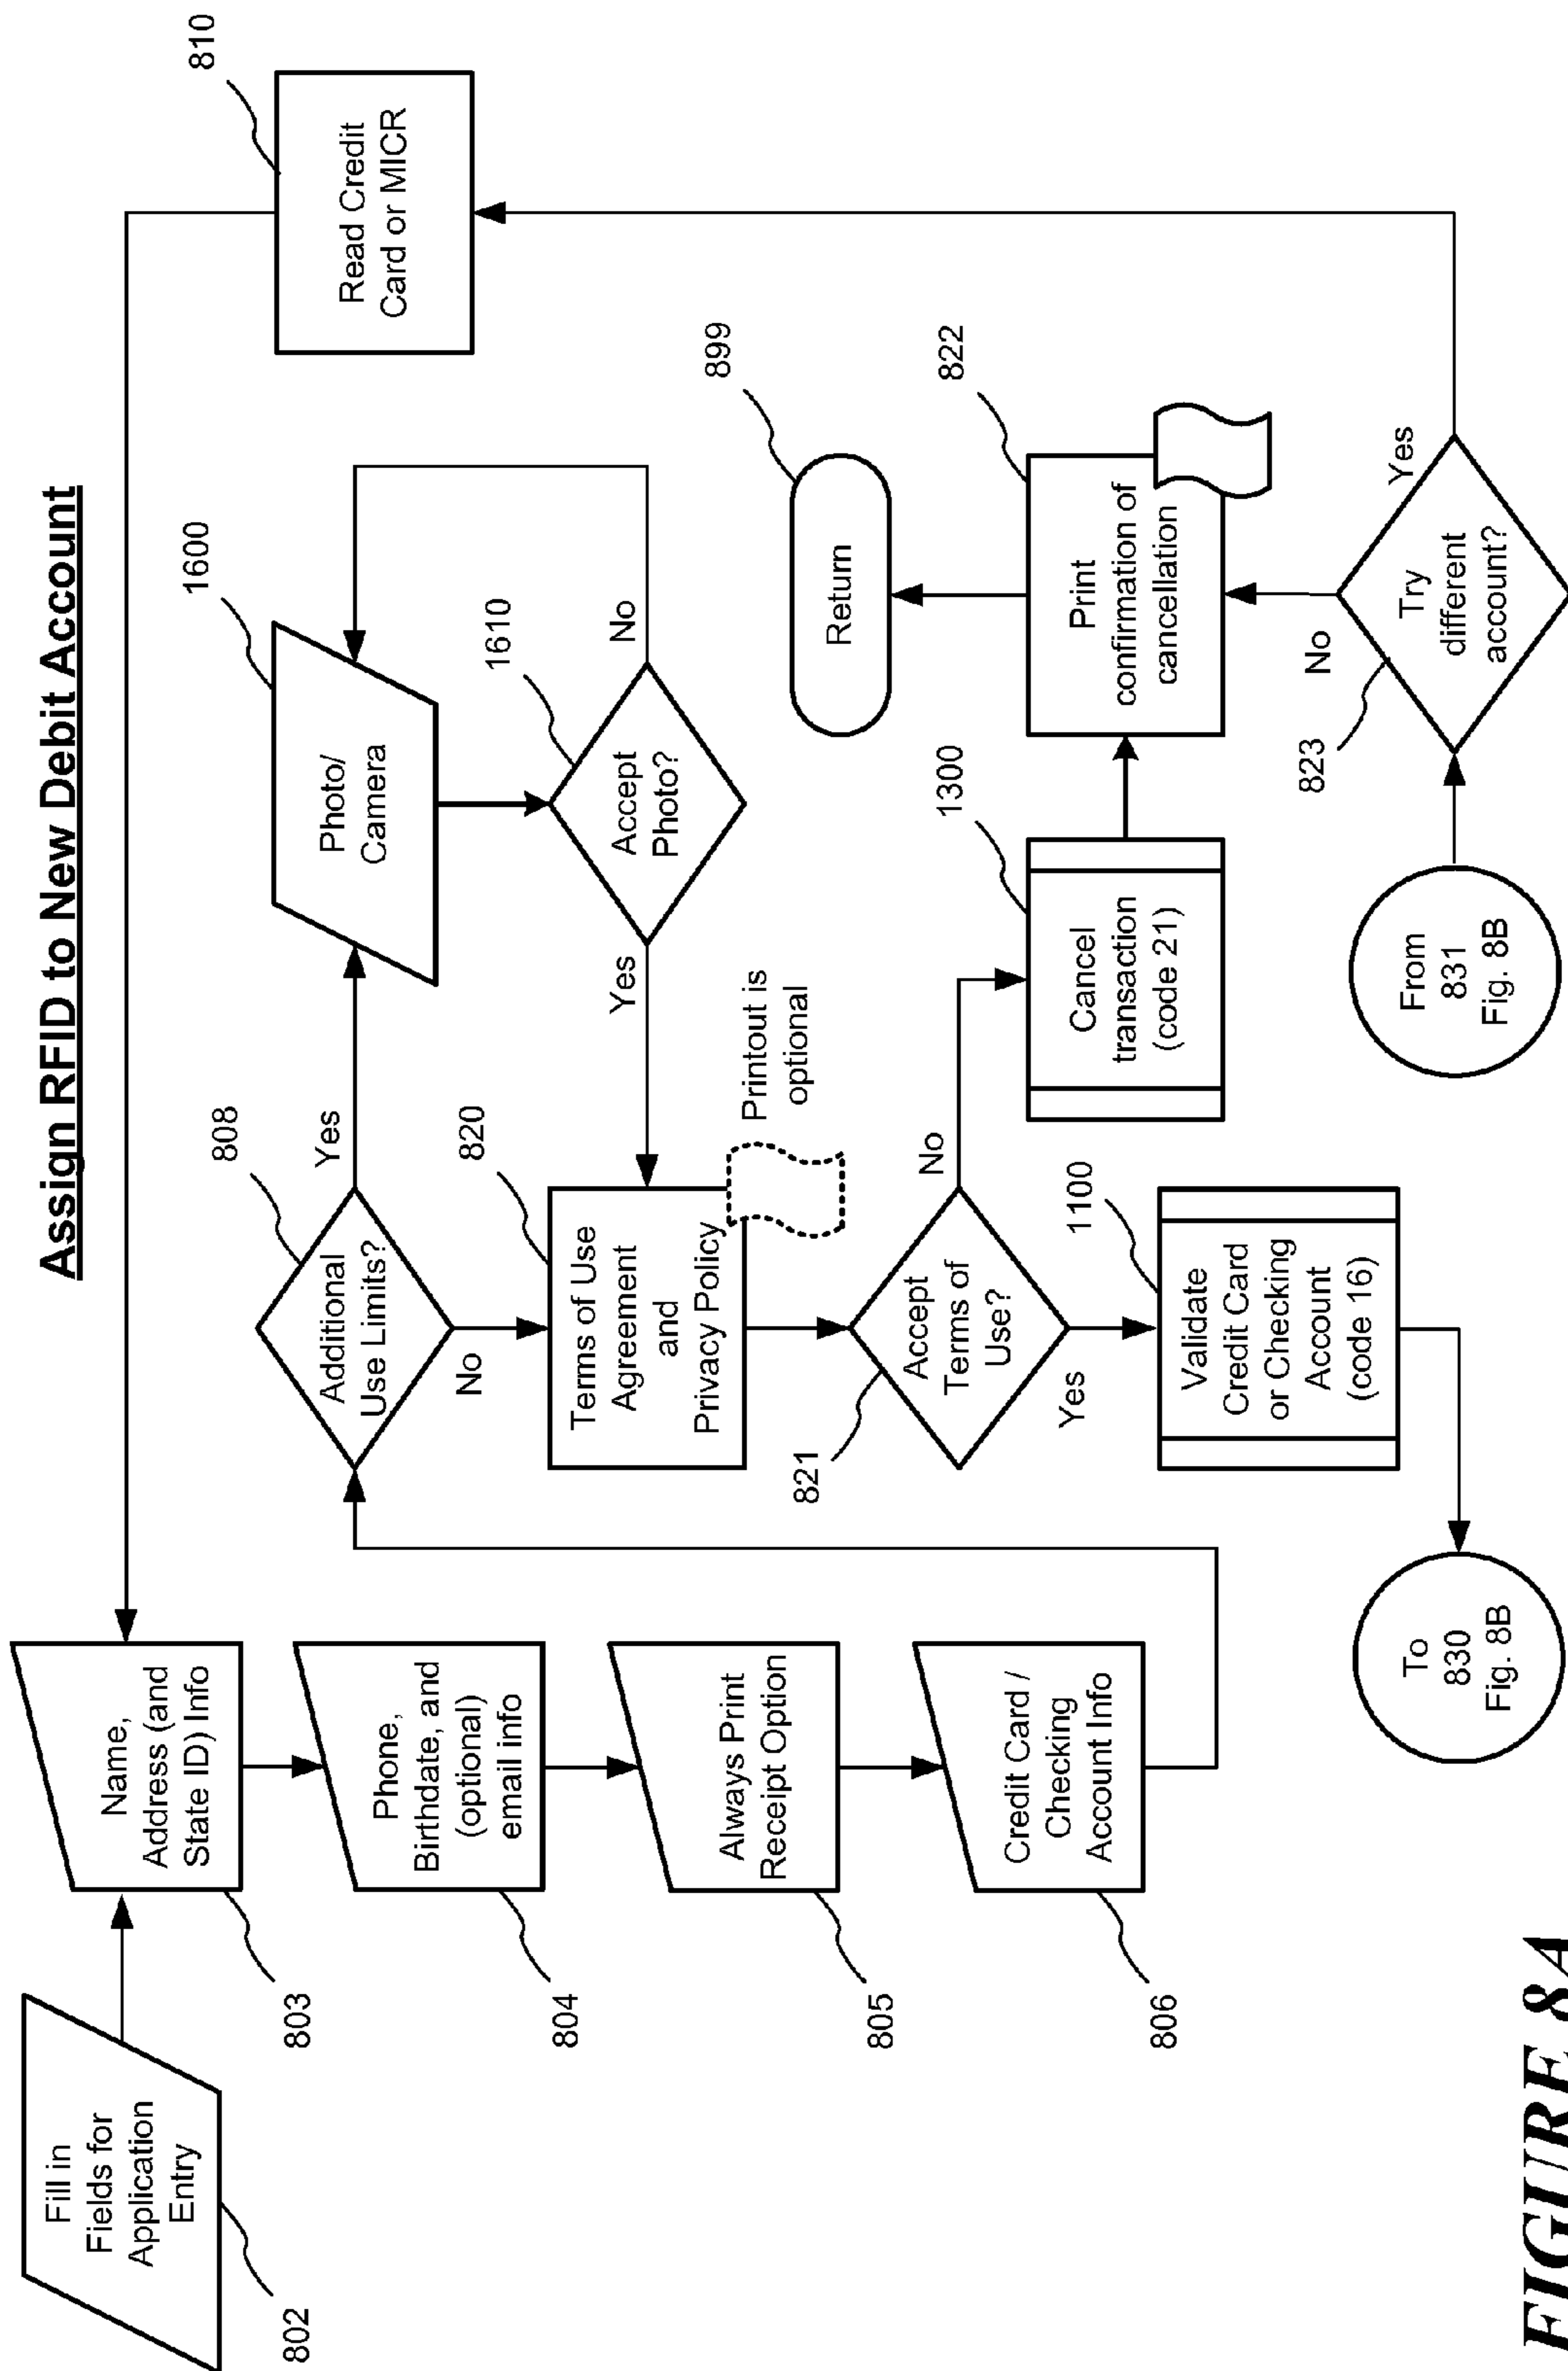 Assign RFID to New Debit Account
Fill in
Fields for
Application
Entry
802
Name,
Address (and
State ID) Info
803
Phone,
Birthdate, and
(optional)
email info
804
Always Print
Receipt Option
805
Credit Card /
Checking
Account Info
806
Additional
Use Limits?
808
Yes
No
Photo/
Camera
1600
Accept
Photo?
1610
No
Yes
Read Credit
Card or MICR
810
Terms of Use
Agreement
and
Privacy Policy
820
Printout is
optional
Accept
Terms of
Use?
821
No
Yes
Cancel
transaction
(code 21)
1300
Print
confirmation of
cancellation
822
Return
899
Validate
Credit Card
or Checking
Account
(code 16)
1100
To
830
Fig. 8B
From
831
Fig. 8B
Try
different
account?
823
No
Yes
FIGURE 8A